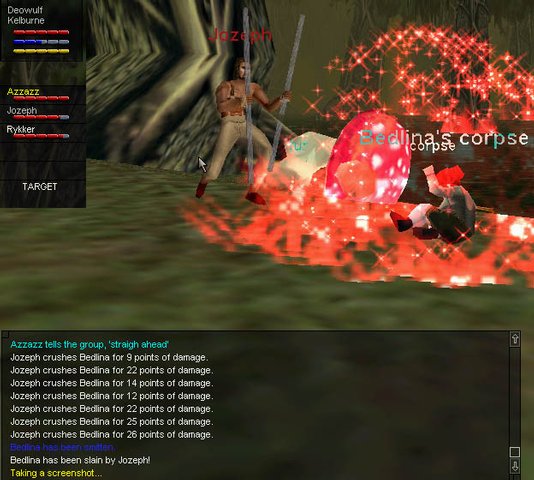 Deowulf
Kelburne
Azzazz
Jozeph
Rykker
TARGET
Jozeph
Bedlina's corpse
corpse
Azzazz tells the group, 'straigh ahead'
Jozeph crushes Bedlina for 9 points of damage.
Jozeph crushes Bedlina for 22 points of damage.
Jozeph crushes Bedlina for 14 points of damage.
Jozeph crushes Bedlina for 12 points of damage.
Jozeph crushes Bedlina for 22 points of damage.
Jozeph crushes Bedlina for 25 points of damage.
Jozeph crushes Bedlina for 26 points of damage.
Bedlina has been smitten.
Bedlina has been slain by Jozeph!
Taking a screenshot...